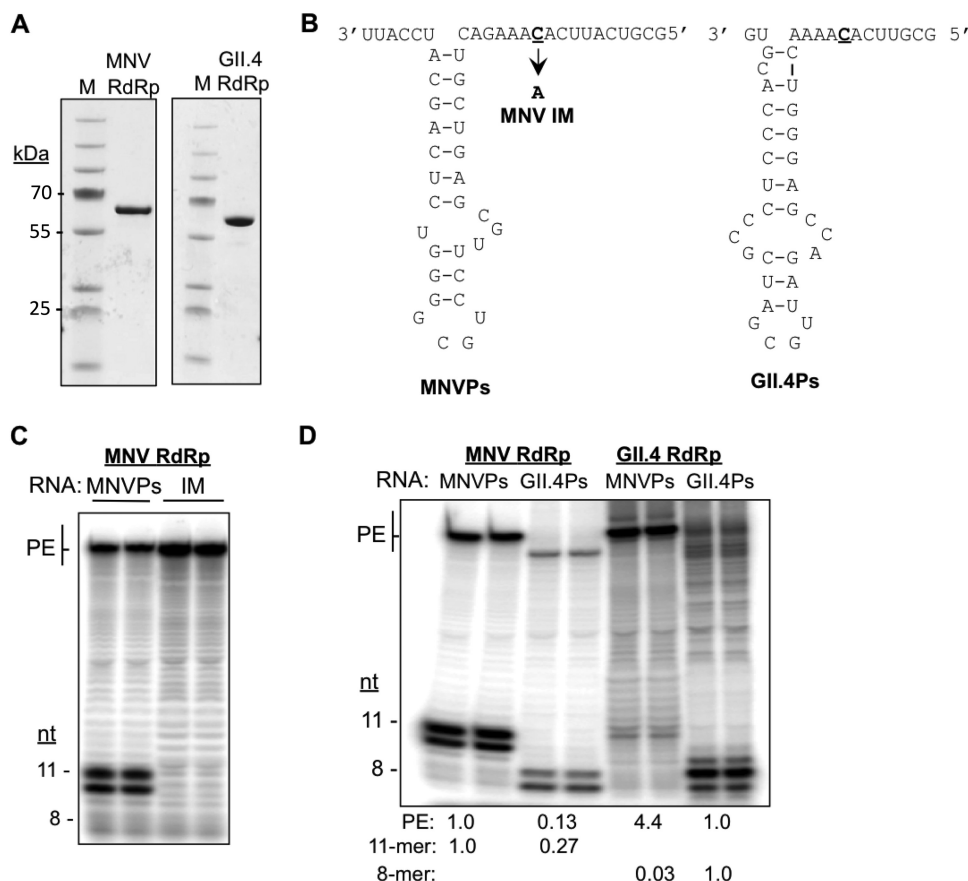 A
MNV
GII.4
M RdRp
M RdRp
kDa
70 -
55 -
25 -
B
3’UUACCU CAGAAACACUUACUGCG5’
A
MNV IM
A–U
C–G
G–C
A–U
C–G
U–A
C–G
C
U G
G–U U
G–C
G–C
G–C
G U
C G
MNVPs
3’ GU AAAACACUUGCG 5’
G C
C
A–U
C–G
C–G
C–G
U–A
C–G
C C
C C
G A
C–G
U–A
A–U
U
G U
C G
GII.4Ps
C
MNV RdRp
RNA: MNVPs IM
PE
nt
11 -
8 -
D
MNV RdRp GII.4 RdRp
RNA: MNVPs GII.4Ps MNVPs GII.4Ps
PE
nt
11 -
8 -
PE: 1.0 0.13 4.4 1.0
11-mer: 1.0 0.27
8-mer: 0.03 1.0